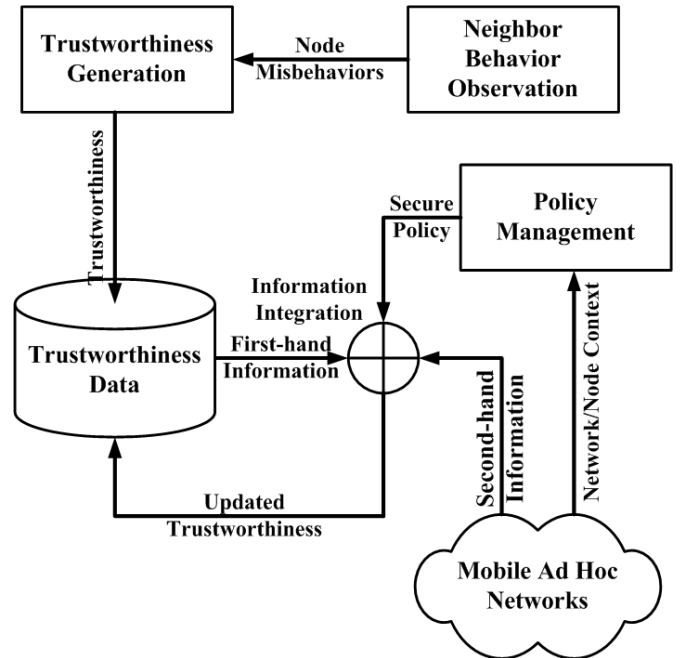 Trustworthiness
Generation
Node
Misbehaviors
Neighbor
Behavior
Observation
Trustworthiness
Secure
Policy
Policy
Management
Information
Integration
Trustworthiness
Data
First-hand
Information
Second-hand
Information
Network/Node Context
Updated
Trustworthiness
Mobile Ad Hoc
Networks